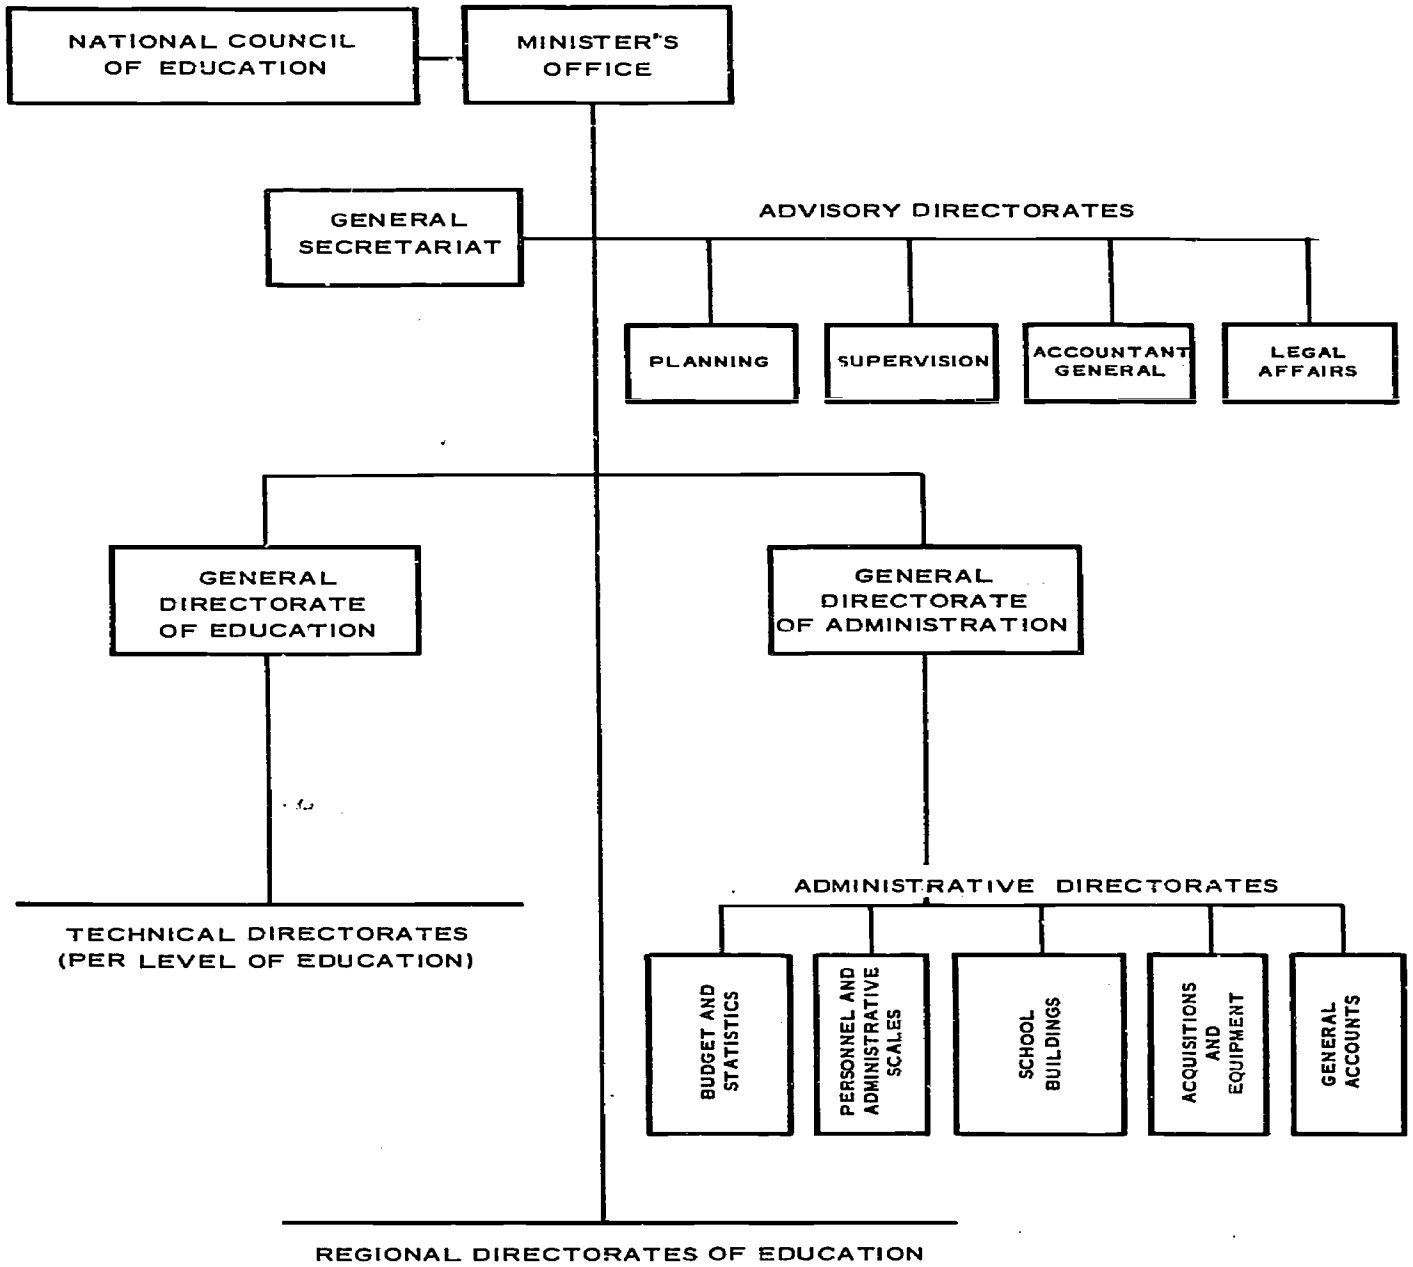 NATIONAL COUNCIL
OF EDUCATION
MINISTER'S
OFFICE
GENERAL
SECRETARIAT
ADVISORY DIRECTORATES
PLANNING
SUPERVISION
ACCOUNTANT
GENERAL
LEGAL
AFFAIRS
GENERAL
DIRECTORATE
OF EDUCATION
GENERAL
DIRECTORATE
OF ADMINISTRATION
TECHNICAL DIRECTORATES
(PER LEVEL OF EDUCATION)
ADMINISTRATIVE DIRECTORATES
BUDGET AND
STATISTICS
PERSONNEL AND
ADMINISTRATIVE
SCALES
SCHOOL
BUILDINGS
ACQUISITIONS
AND
EQUIPMENT
GENERAL
ACCOUNTS
REGIONAL DIRECTORATES OF EDUCATION